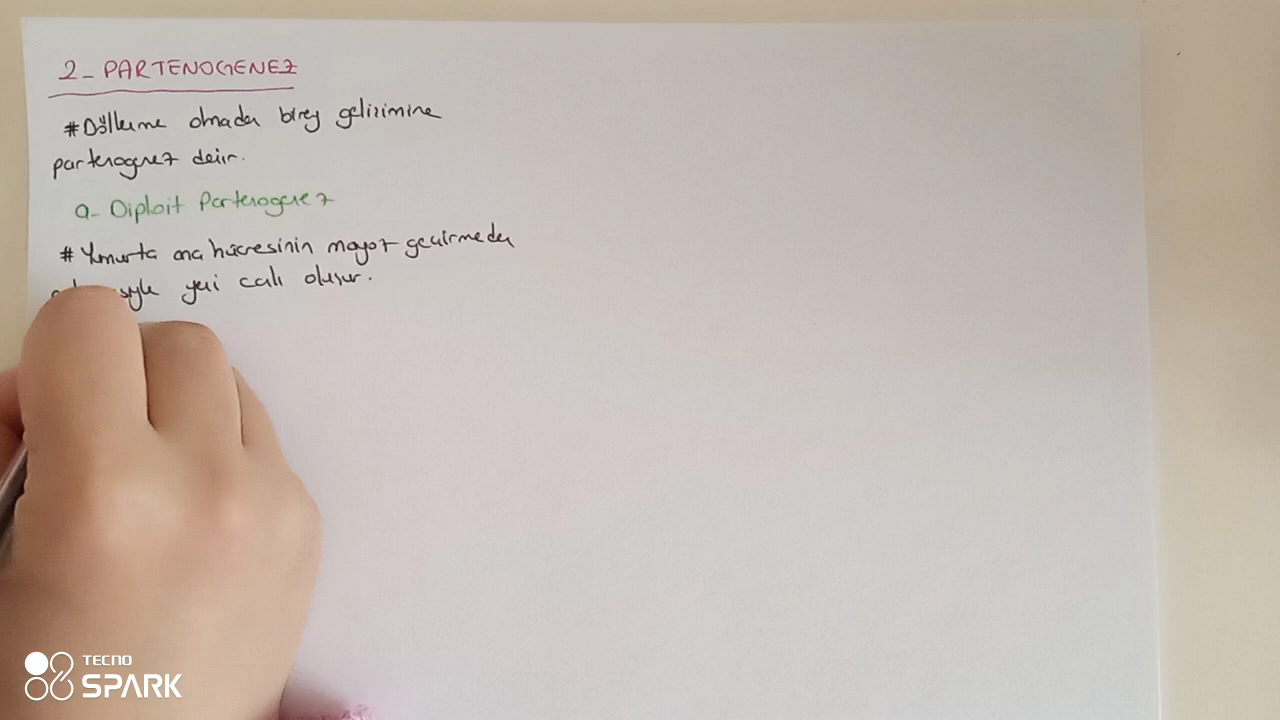 2- PARTENOGENEZ
# Döllenme olmadan birey gelişimine
partenogenez denir.
a- Diploit Partenogenez
# Yumurta ana hücresinin mayoz geçirmeden
yeni canlı oluşur.
TECNO
SPARK